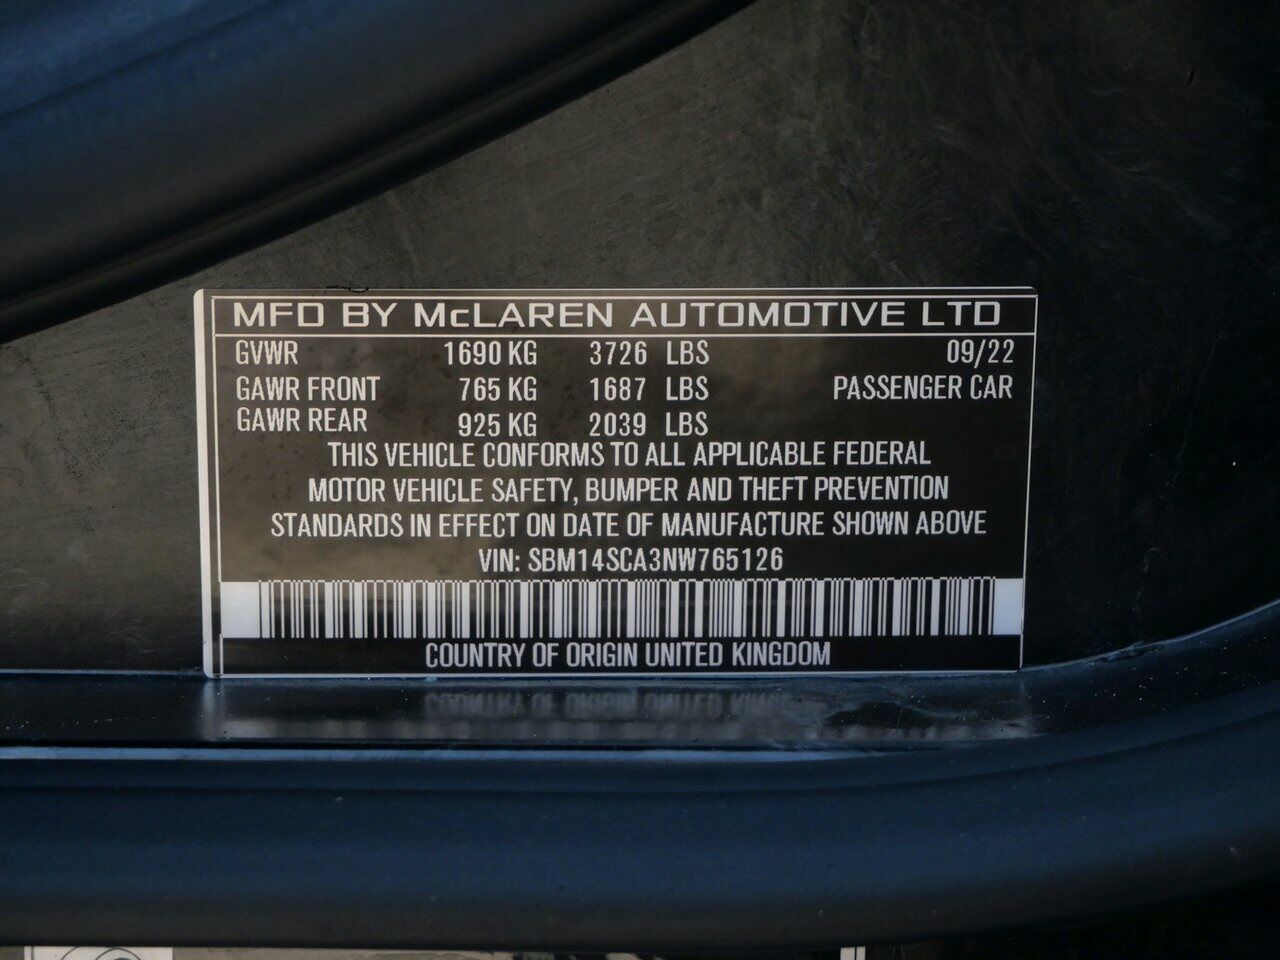 MFD BY McLAREN AUTOMOTIVE LTD
GVWR 1690 KG 3726 LBS 09/22
GAWR FRONT 765 KG 1687 LBS PASSENGER CAR
GAWR REAR 925 KG 2039 LBS
THIS VEHICLE CONFORMS TO ALL APPLICABLE FEDERAL
MOTOR VEHICLE SAFETY, BUMPER AND THEFT PREVENTION
STANDARDS IN EFFECT ON DATE OF MANUFACTURE SHOWN ABOVE
VIN: SBM14SCA3NW765126
COUNTRY OF ORIGIN UNITED KINGDOM